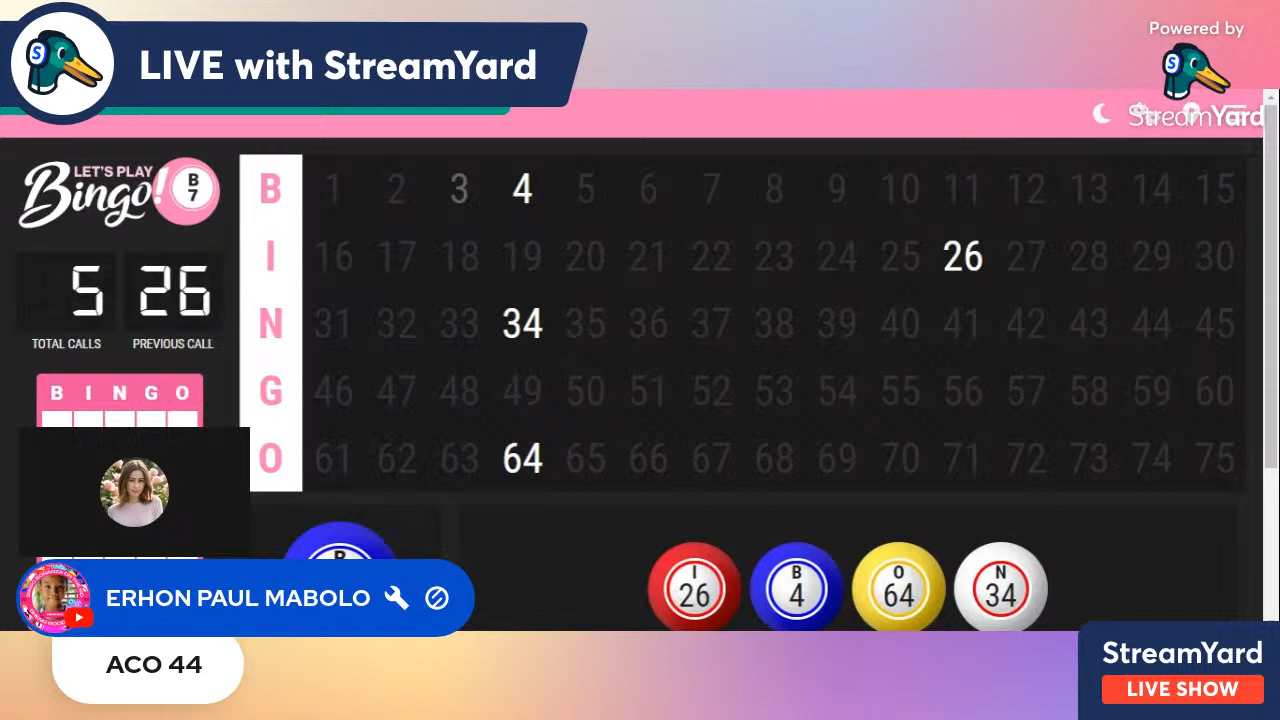 LIVE with StreamYard
Powered by
StreamYard
LET'S PLAY
Bingo!
B
7
5 26
TOTAL CALLS PREVIOUS CALL
B I N G O
B 1 2 3 4 5 6 7 8 9 10 11 12 13 14 15
I 16 17 18 19 20 21 22 23 24 25 26 27 28 29 30
N 31 32 33 34 35 36 37 38 39 40 41 42 43 44 45
G 46 47 48 49 50 51 52 53 54 55 56 57 58 59 60
O 61 62 63 64 65 66 67 68 69 70 71 72 73 74 75
B
I
26
B
4
O
64
N
34
ERHON PAUL MABOLO
ACO 44
StreamYard
LIVE SHOW